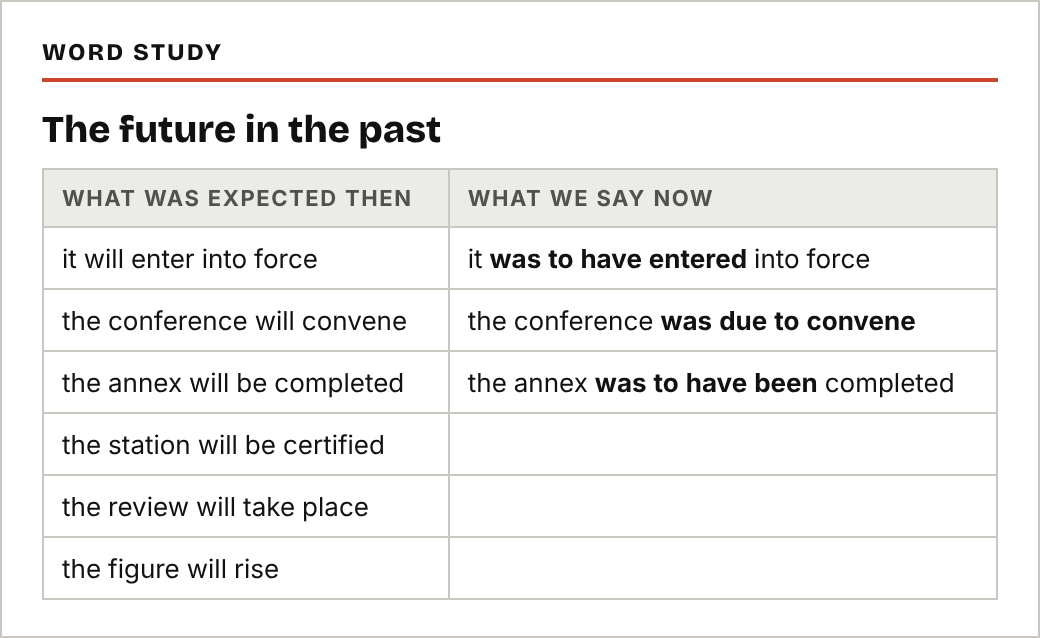 WORD STUDY
The future in the past
WHAT WAS EXPECTED THEN WHAT WE SAY NOW
it will enter into force it was to have entered into force
the conference will convene the conference was due to convene
the annex will be completed the annex was to have been completed
the station will be certified
the review will take place
the figure will rise